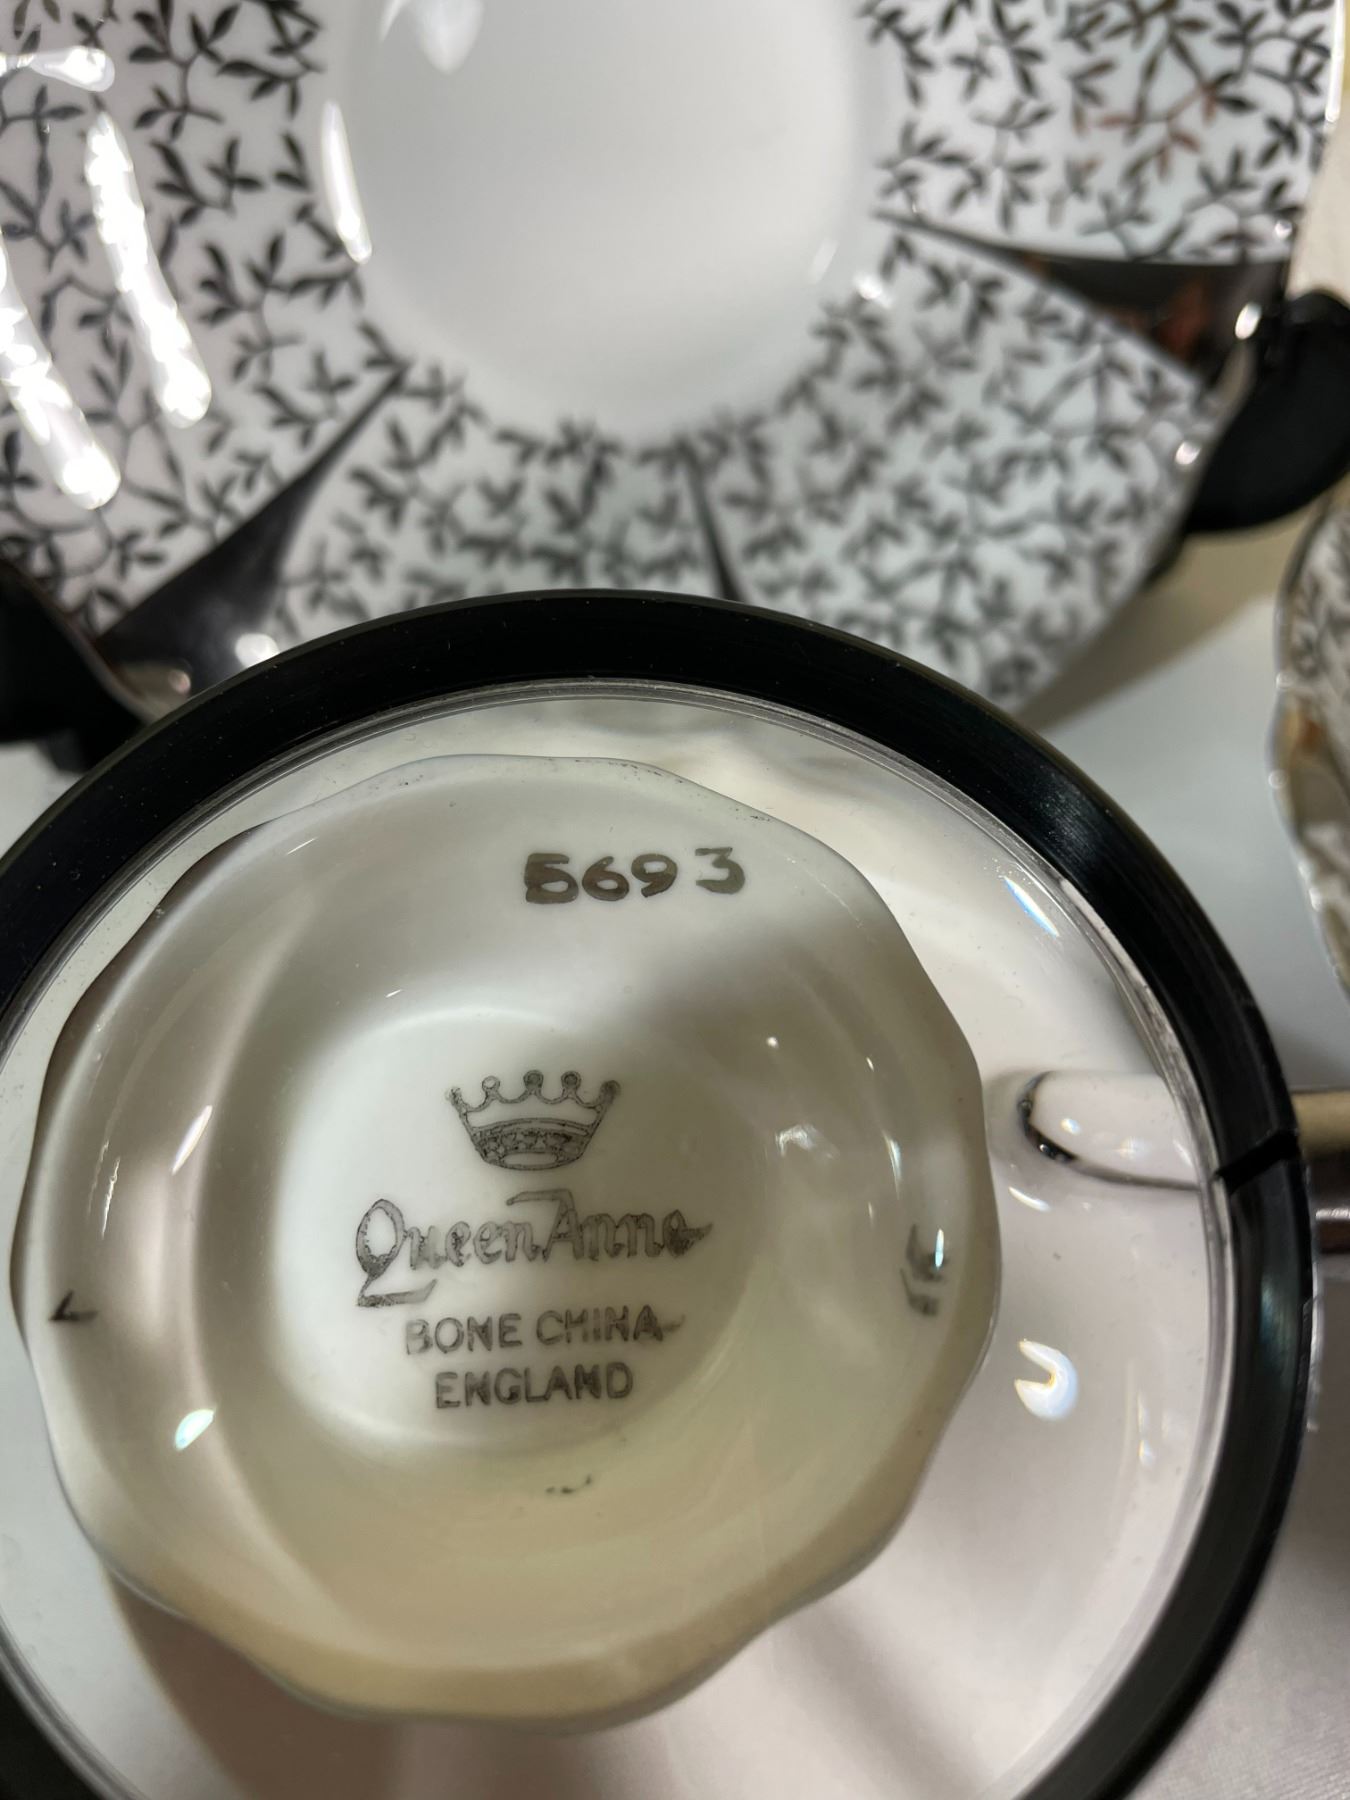 5693
Queen Anne
BONE CHINA
ENGLAND